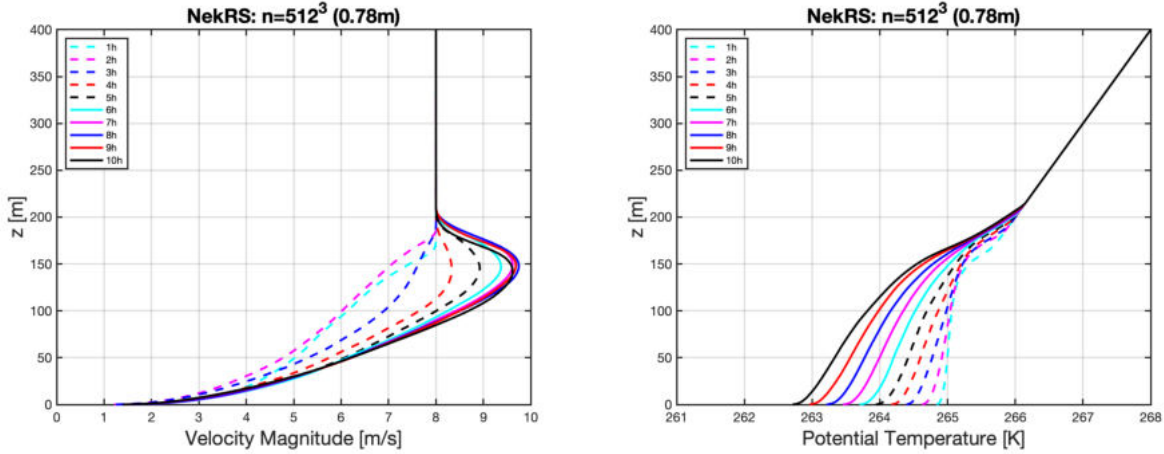 NekRS: n=512³ (0.78m)
400
350
300
250
200
150
100
50
0
z [m]
1h
2h
3h
4h
5h
6h
7h
8h
9h
10h
0 1 2 3 4 5 6 7 8 9 10
Velocity Magnitude [m/s]
NekRS: n=512³ (0.78m)
400
350
300
250
200
150
100
50
0
z [m]
1h
2h
3h
4h
5h
6h
7h
8h
9h
10h
261 262 263 264 265 266 267 268
Potential Temperature [K]